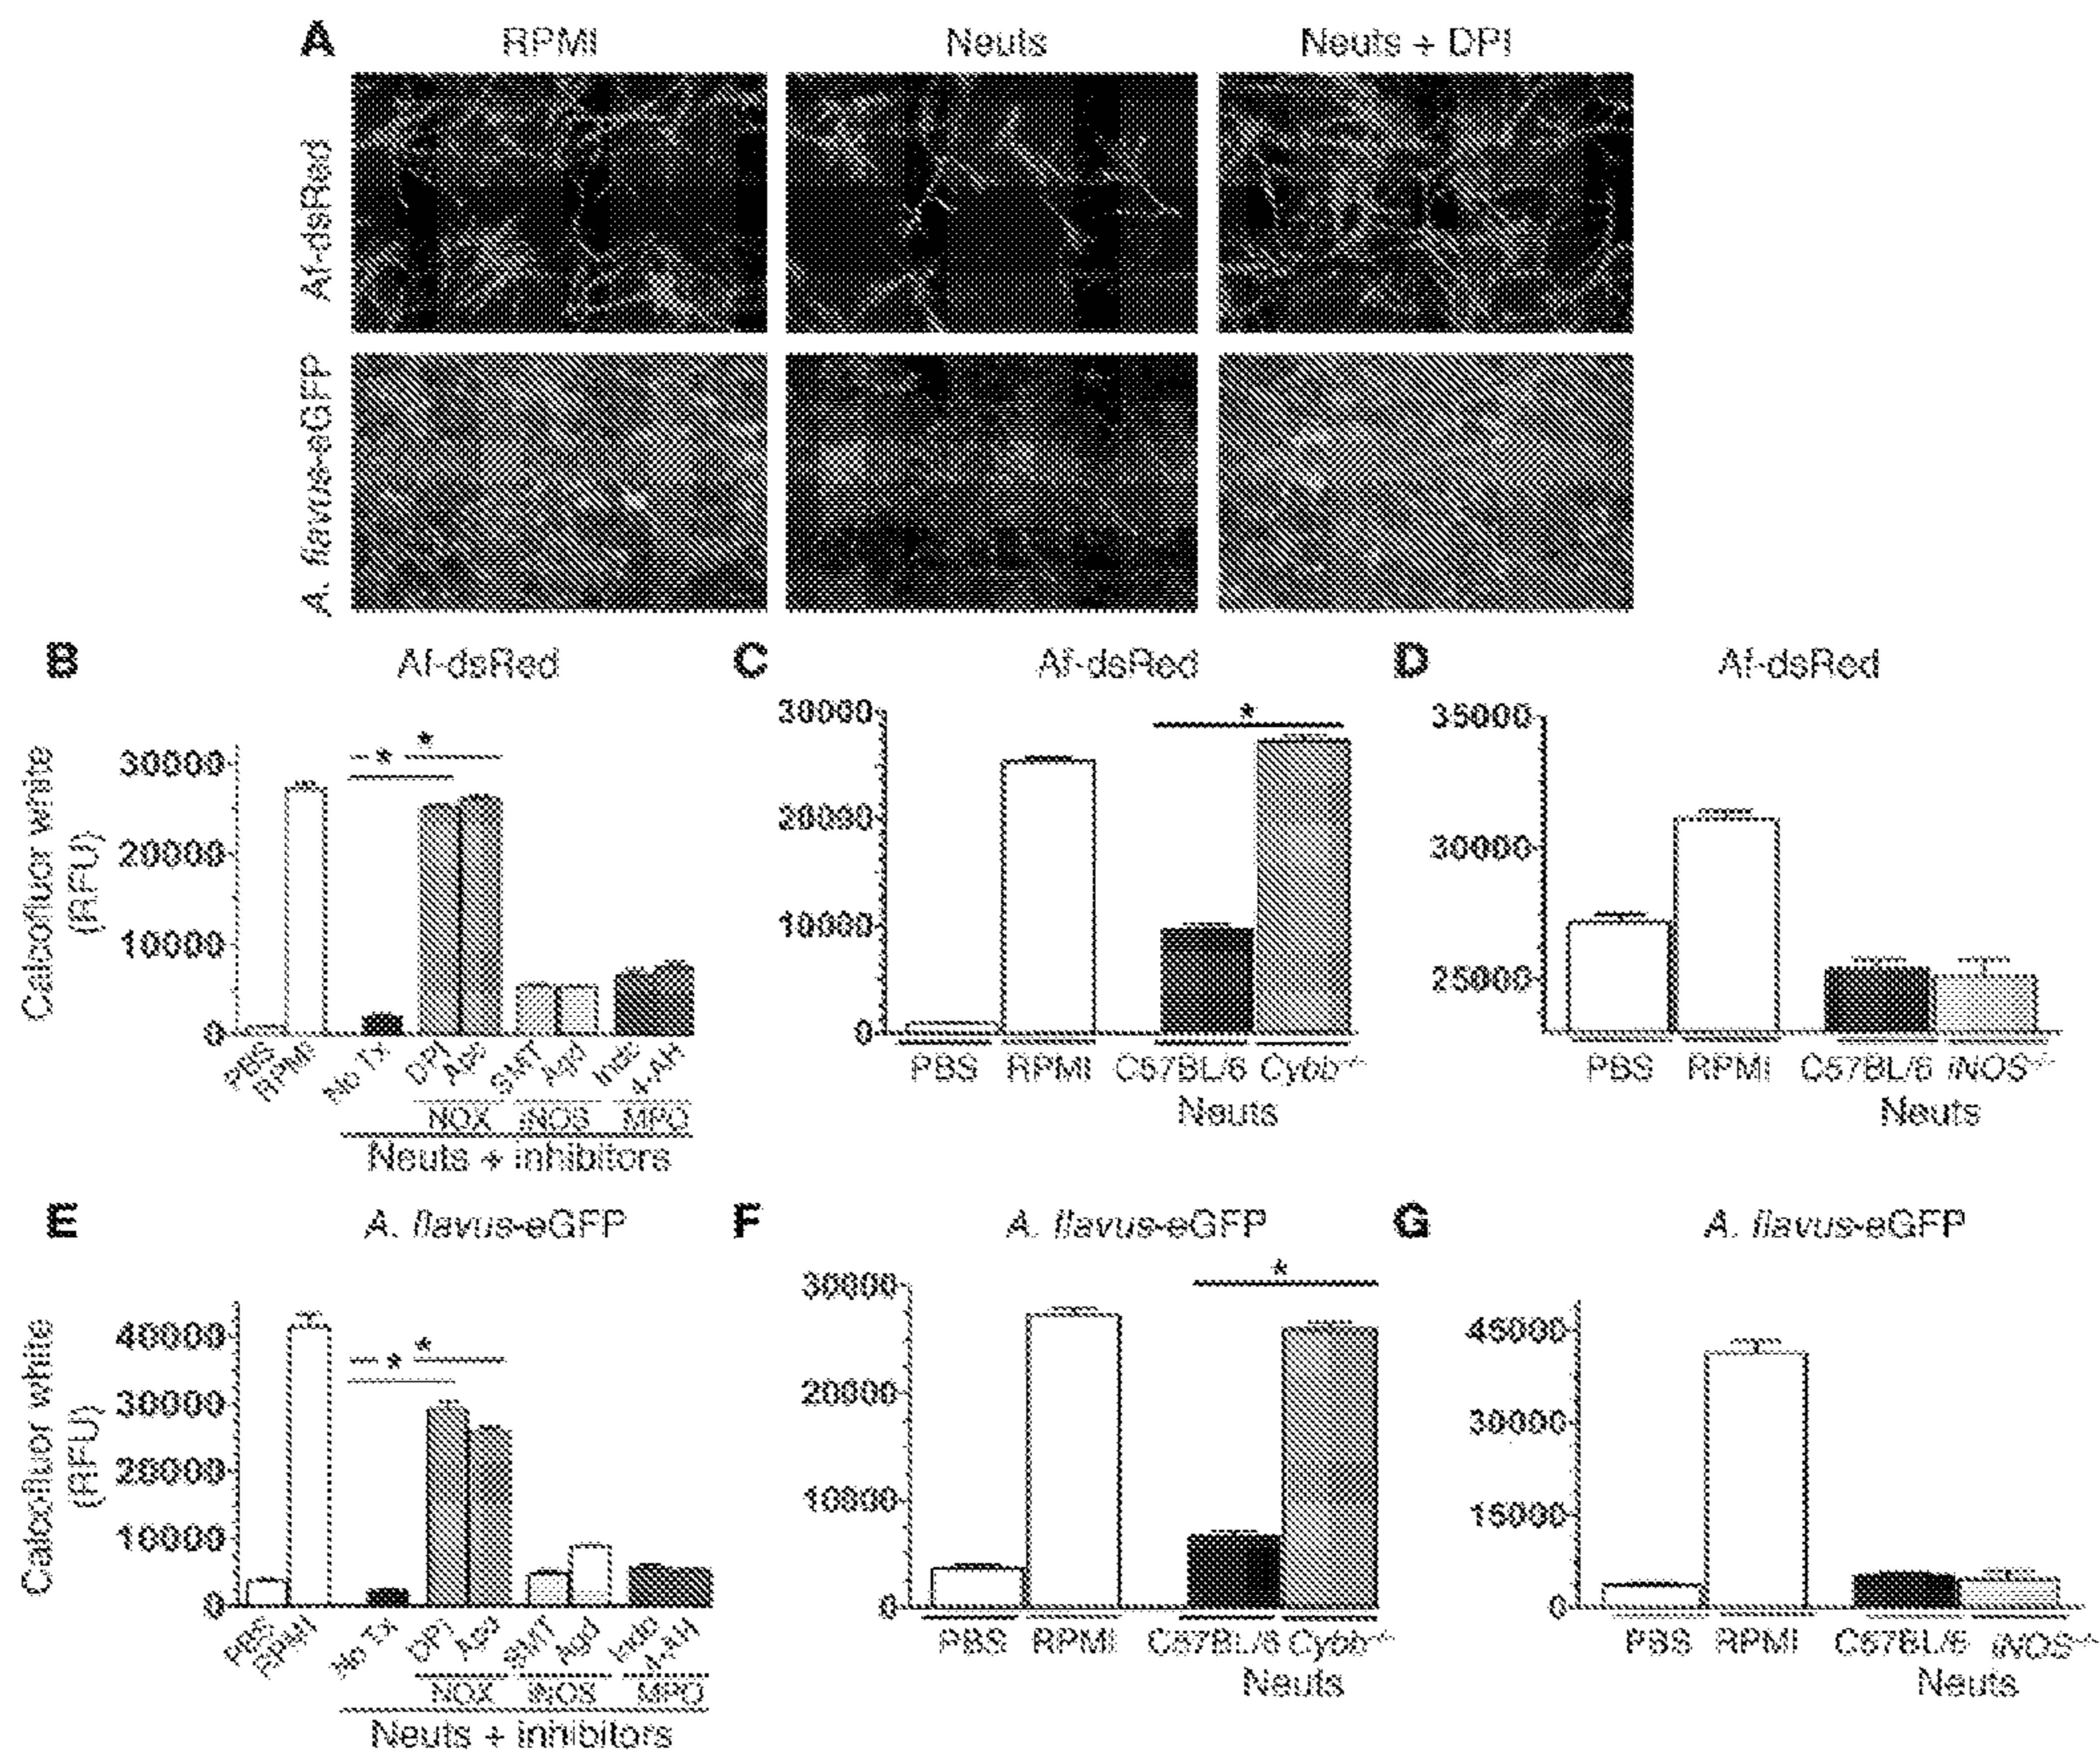 A
RPMI
Neuts
Neuts + DPI
Af-dsRed
A. flavus-eGFP
B
Af-dsRed
Calcofluor white
(RFU)
30000
20000
10000
0
PBS
RPMI
No Tx
DPI
SMT
Agd
Indo
4-AH
NOX
iNOS
MPO
Neuts + inhibitors
C
Af-dsRed
*
30000
20000
10000
0
PBS
RPMI
C57BL/6
Cybb-/-
Neuts
D
Af-dsRed
35000
30000
25000
PBS
RPMI
C57BL/6
iNOS-/-
Neuts
E
A. flavus-eGFP
Calcofluor white
(RFU)
40000
30000
20000
10000
0
* *
PBS
RPMI
No Tx
DPI
SMT
Agd
Indo
4-AH
NOX
iNOS
MPO
Neuts + inhibitors
F
A. flavus-eGFP
*
30000
20000
10000
0
PBS
RPMI
C57BL/6
Cybb-/-
Neuts
G
A. flavus-eGFP
45000
30000
15000
0
PBS
RPMI
C57BL/6
iNOS-/-
Neuts